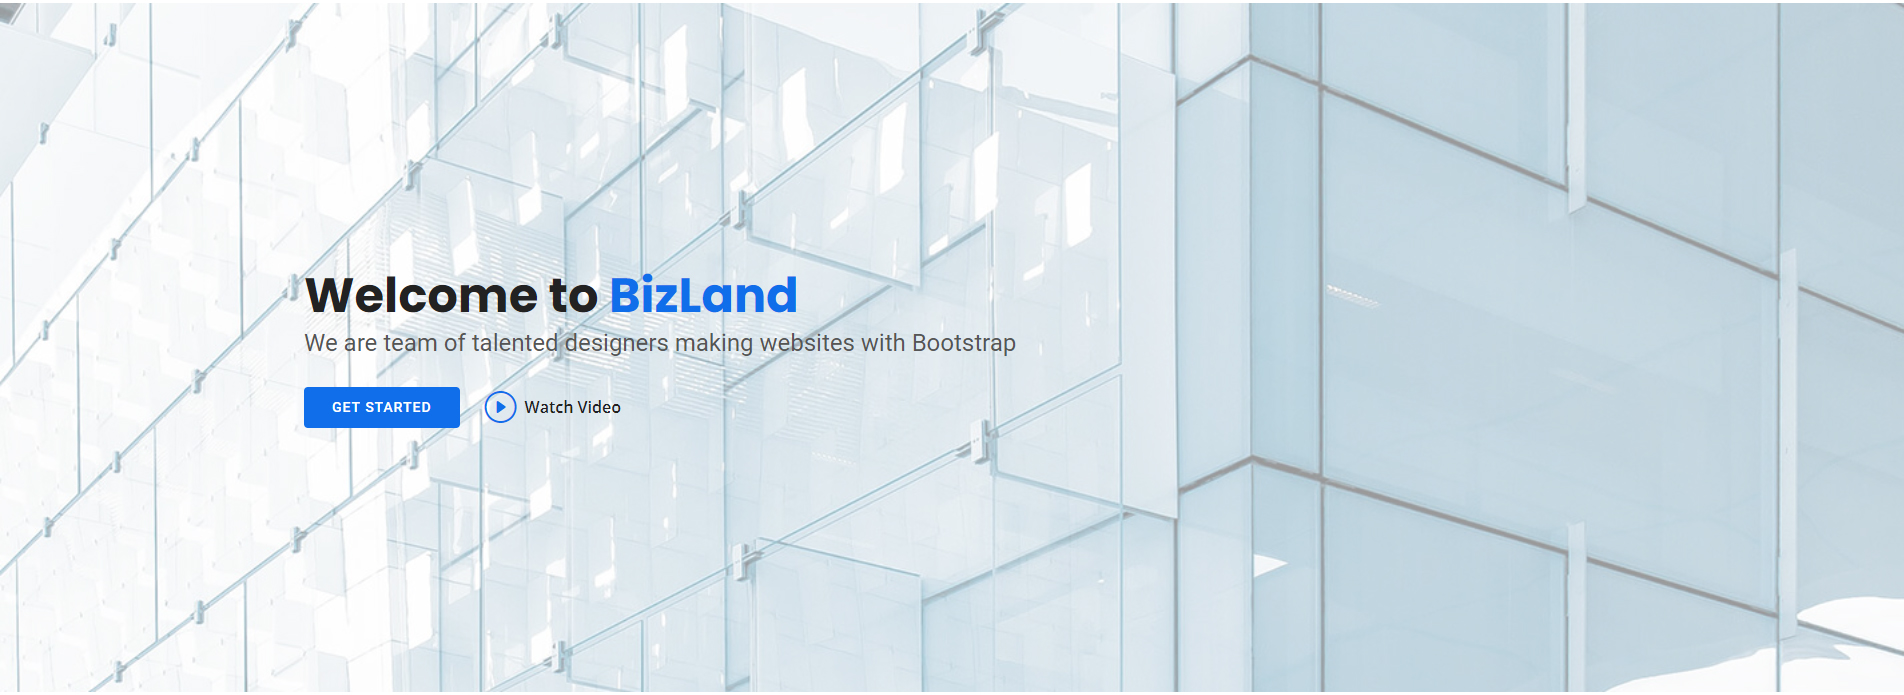 Welcome to BizLand
We are team of talented designers making websites with Bootstrap
GET STARTED Watch Video